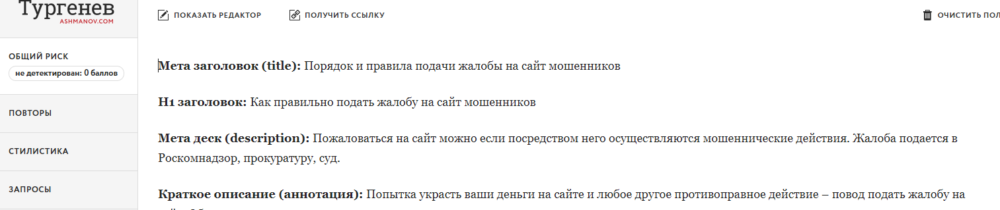 Тургенев
ASHMANOV.COM
ПОКАЗАТЬ РЕДАКТОР
ПОЛУЧИТЬ ССЫЛКУ
ОЧИСТИТЬ ПОЛ
ОБЩИЙ РИСК
не детектирован: 0 баллов
ПОВТОРЫ
СТИЛИСТИКА
ЗАПРОСЫ
Мета заголовок (title): Порядок и правила подачи жалобы на сайт мошенников
H1 заголовок: Как правильно подать жалобу на сайт мошенников
Мета деск (description): Пожаловаться на сайт можно если посредством него осуществляются мошеннические действия. Жалоба подается в
Роскомнадзор, прокуратуру, суд.
Краткое описание (аннотация): Попытка украсть ваши деньги на сайте и любое другое противоправное действие – повод подать жалобу на